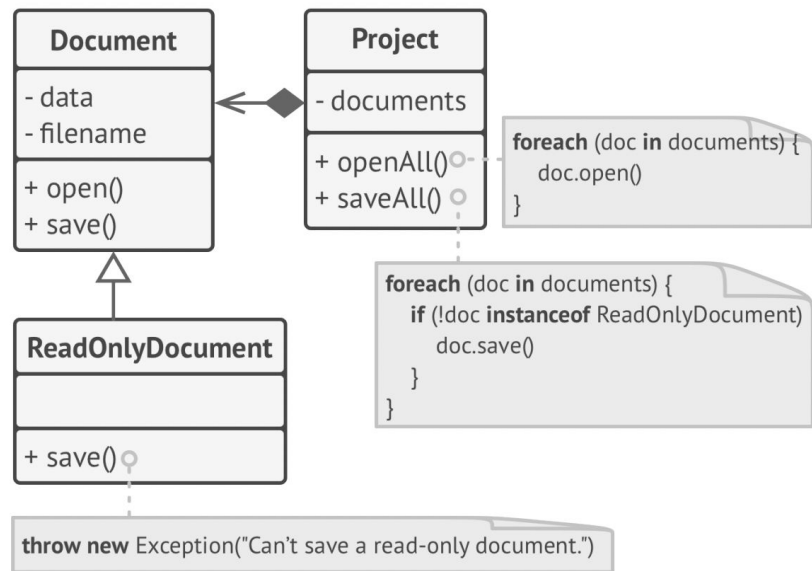 Document
- data
- filename
+ open()
+ save()
Project
- documents
+ openAll()
+ saveAll()
foreach (doc in documents) {
doc.open()
}
foreach (doc in documents) {
if (!doc instanceof ReadOnlyDocument)
doc.save()
}
}
ReadOnlyDocument
+ save()
throw new Exception("Can't save a read-only document.")